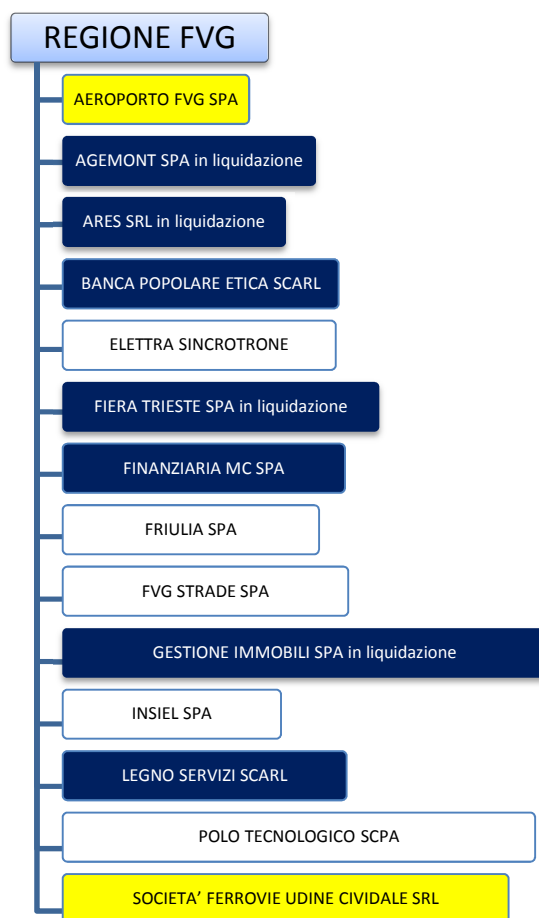 REGIONE FVG
AEROPORTO FVG SPA
AGEMONT SPA in liquidazione
ARES SRL in liquidazione
BANCA POPOLARE ETICA SCARL
ELETTRA SINCROTRONE
FIERA TRIESTE SPA in liquidazione
FINANZIARIA MC SPA
FRIULIA SPA
FVG STRADE SPA
GESTIONE IMMOBILI SPA in liquidazione
INSIEL SPA
LEGNO SERVIZI SCARL
POLO TECNOLOGICO SCPA
SOCIETA’ FERROVIE UDINE CIVIDALE SRL